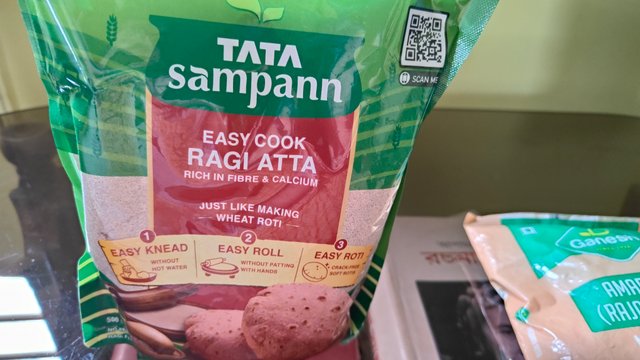 TATA
sampann
SCAN ME
EASY COOK
RAGI ATTA
RICH IN FIBRE & CALCIUM
JUST LIKE MAKING
WHEAT ROTI
1
EASY KNEAD
WITHOUT
HOT WATER
2
EASY ROLL
WITHOUT PATTING
WITH HANDS
3
EASY ROTI
CRACK-FREE
SOFT ROTIS
Ganesh